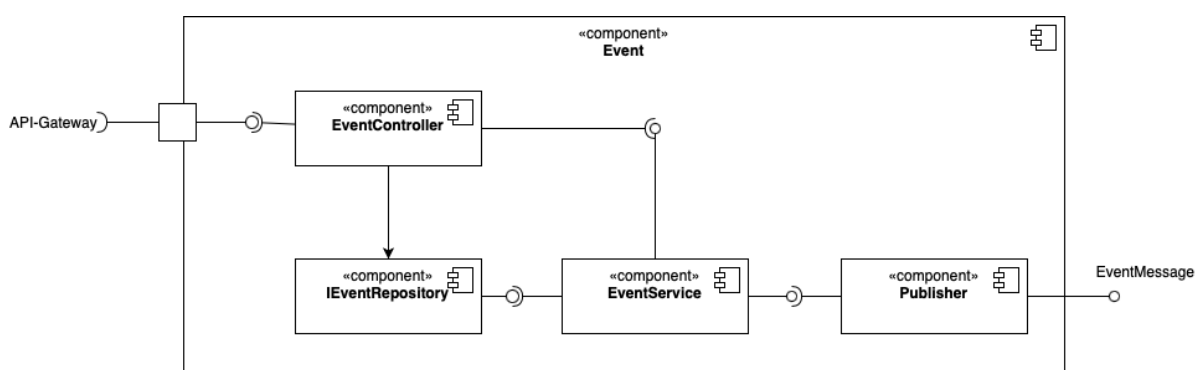 «component»
Event
API-Gateway
«component»
EventController
«component»
IEventRepository
«component»
EventService
«component»
Publisher
EventMessage